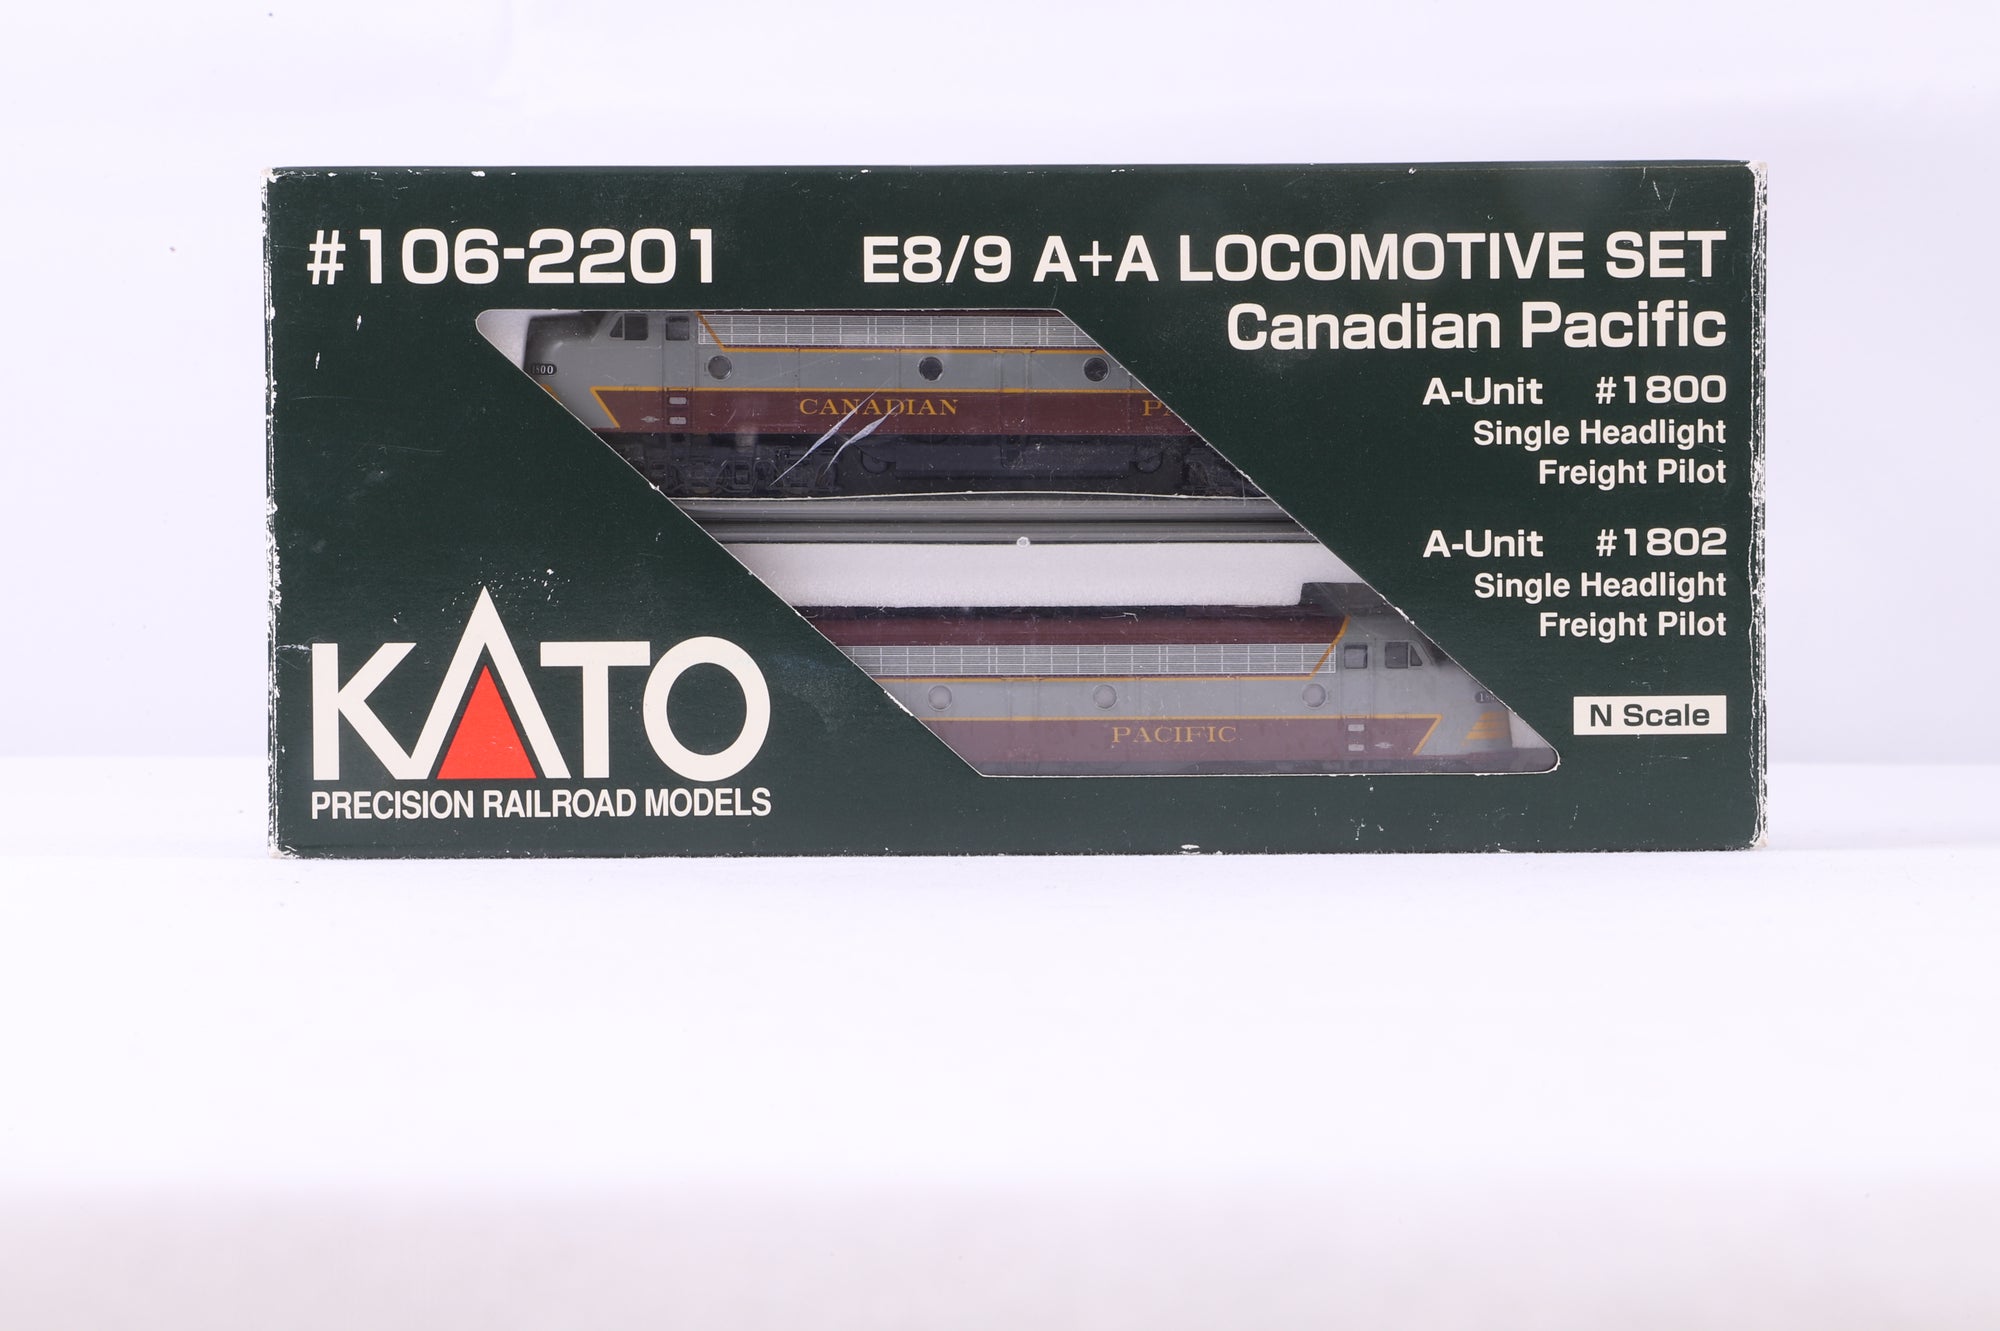 #106-2201
E8/9 A+A LOCOMOTIVE SET
Canadian Pacific
A-Unit #1800
Single Headlight
Freight Pilot
A-Unit #1802
Single Headlight
Freight Pilot
N Scale
1800
CANADIAN
PACIFIC
KATO
PRECISION RAILROAD MODELS